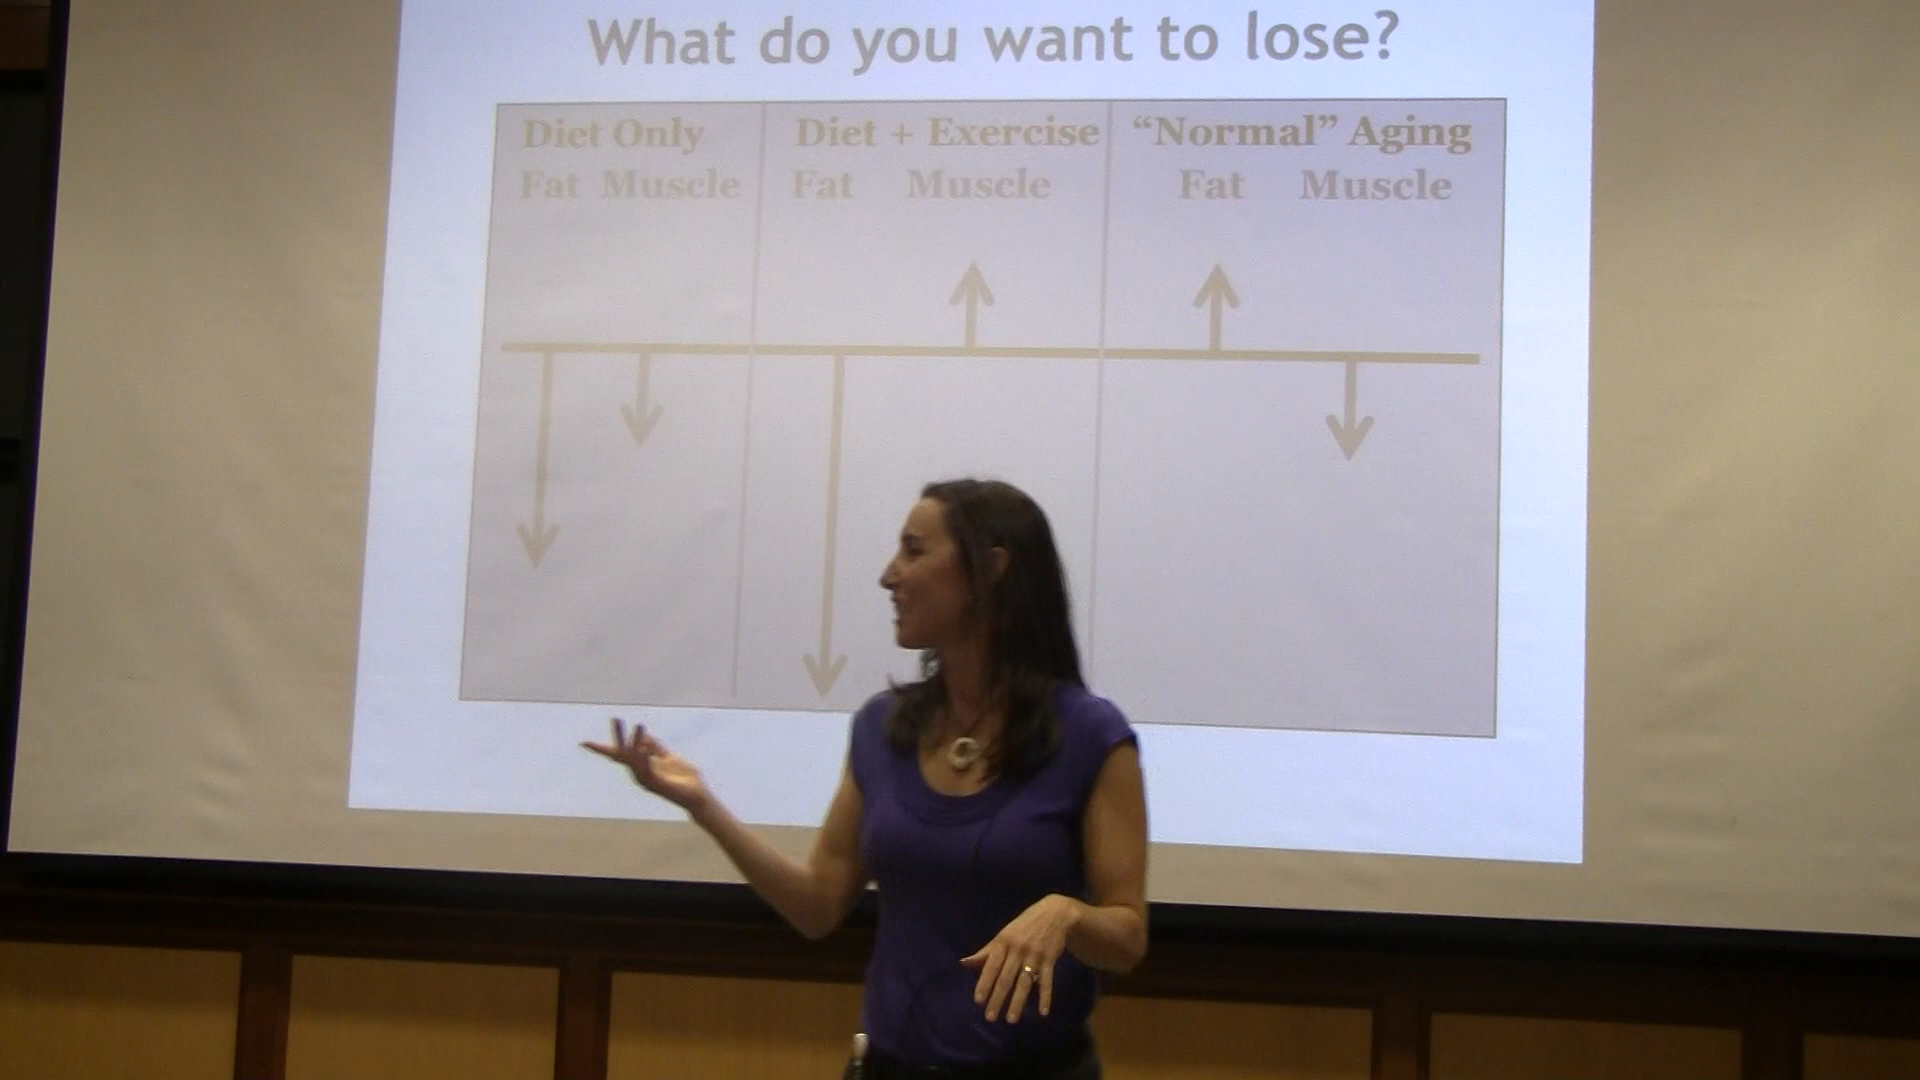 What do you want to lose?
Diet Only
Fat Muscle
Diet + Exercise
Fat Muscle
“Normal” Aging
Fat Muscle